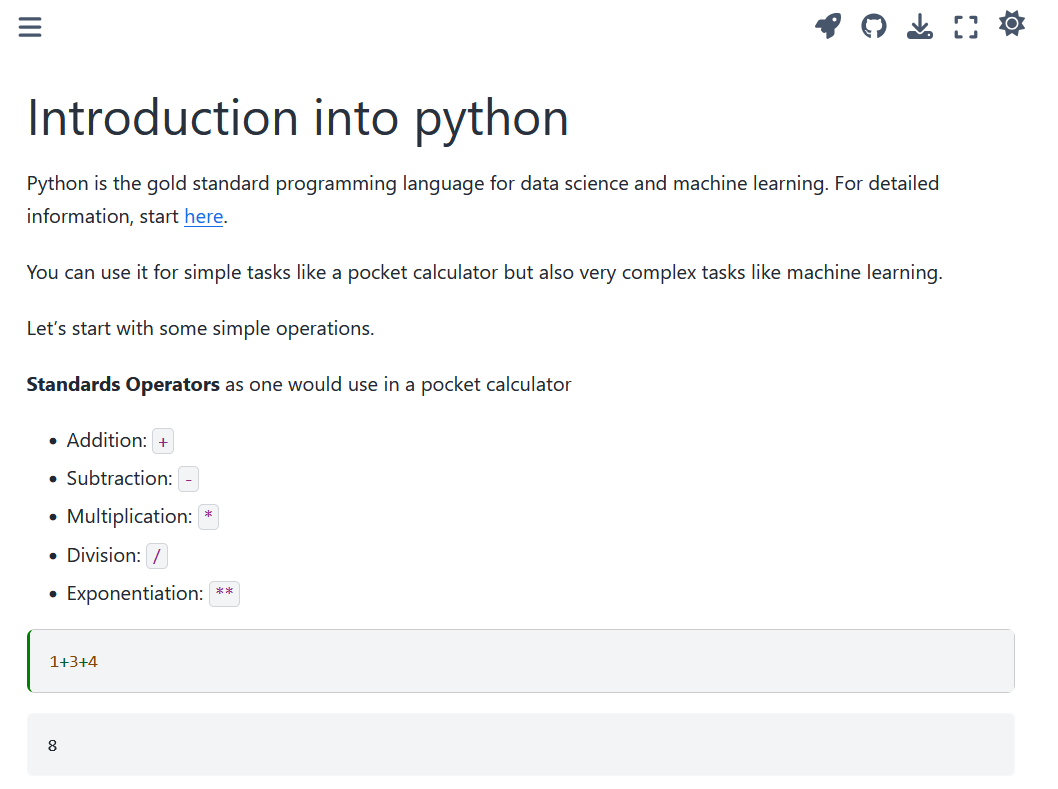 Introduction into python
Python is the gold standard programming language for data science and machine learning. For detailed
information, start here.
You can use it for simple tasks like a pocket calculator but also very complex tasks like machine learning.
Let’s start with some simple operations.
Standards Operators as one would use in a pocket calculator
• Addition: +
• Subtraction: -
• Multiplication: *
• Division: /
• Exponentiation: **
1+3+4
8